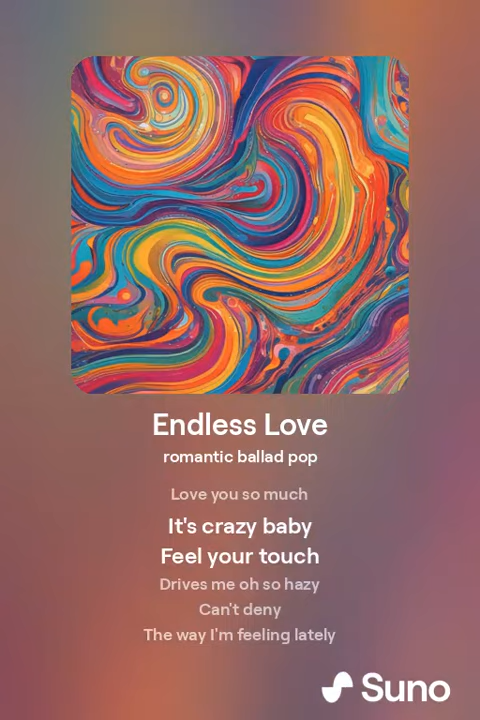 Endless Love
romantic ballad pop
Love you so much
It's crazy baby
Feel your touch
Drives me oh so hazy
Can't deny
The way I'm feeling lately
Suno